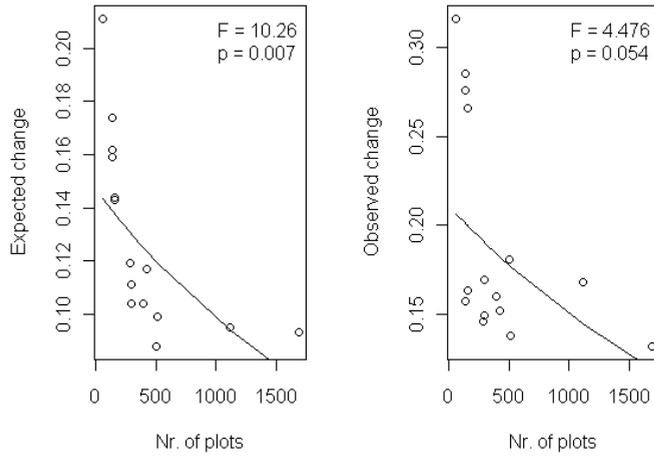 F = 10.26
p = 0.007
Expected change
0.20
0.18
0.16
0.14
0.12
0.10
0 500 1000 1500
Nr. of plots
F = 4.476
p = 0.054
Observed change
0.30
0.25
0.20
0.15
0 500 1000 1500
Nr. of plots